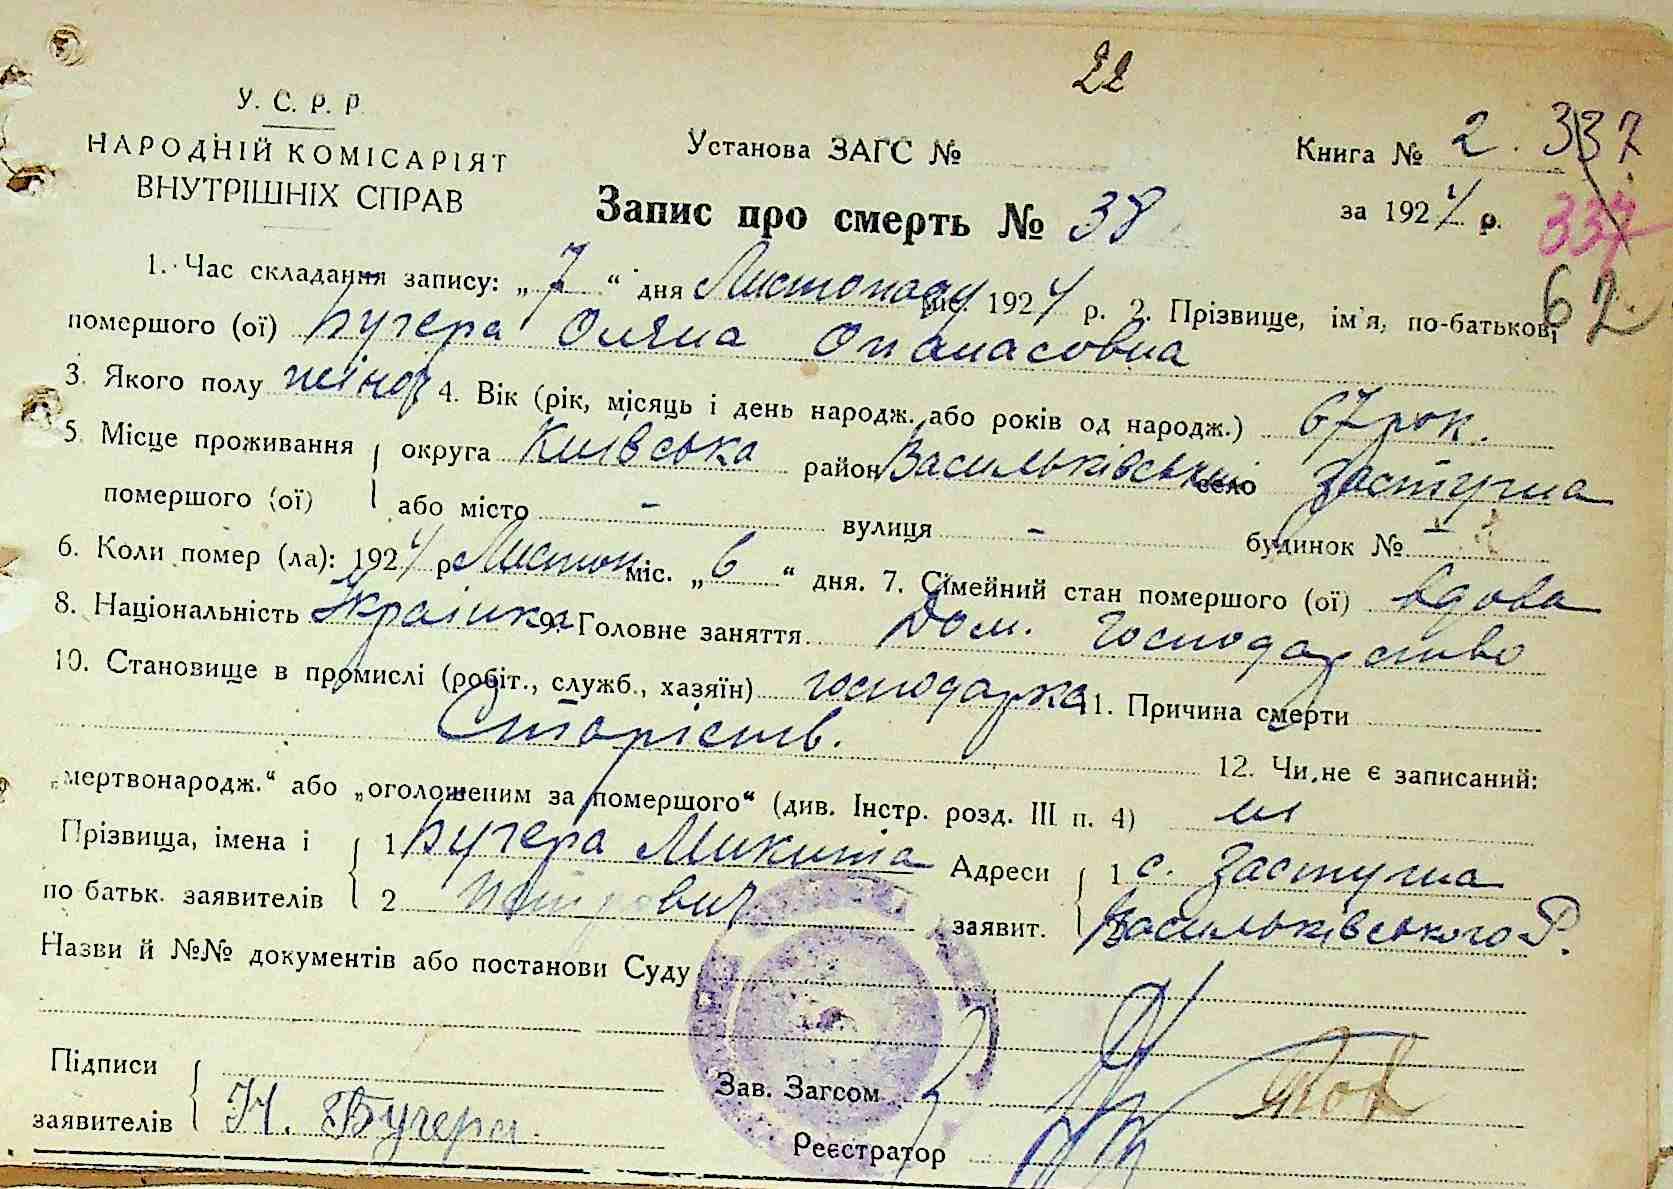 22
У. С. Р. Р.
НАРОДНІЙ КОМІСАРІЯТ
ВНУТРІШНІХ СПРАВ
Установа ЗАГС №
Книга № 2. 337
Запис про смерть № 38
за 1924 р.
337
62.
1. Час складання запису: „7“ дня Листопаду міс. 1924 р. 2. Прізвище, ім'я, по-батькові
помершого (ої) Бугера Оляна Опанасовна
3. Якого полу жіноч 4. Вік (рік, місяць і день народж. або років од народж.) 67 рок.
5. Місце проживання помершого (ої) округа Київська район Васильківський село Застугна
або місто - вулиця - будинок № -
6. Коли помер (ла): 1924 р Листоп міс. „6“ дня. 7. Сімейний стан помершого (ої) вдова
8. Національність Українка 9. Головне заняття Дом. господарство
10. Становище в промислі (робіт., служб., хазяїн) господарка 11. Причина смерти
Старість.
12. Чи не є записаний:
„мертвонародж.“ або „оголошеним за помершого“ (див. Інстр. розд. III п. 4) ні
Прізвища, імена і по батьк. заявителів 1 Бугера Микита Адреси заявит. 1 с. Застугна
2 Петрович Васильківського Р.
Назви й №№ документів або постанови Суду
Підписи
заявителів Н. Бугера.
Зав. Загсом
Реєстратор